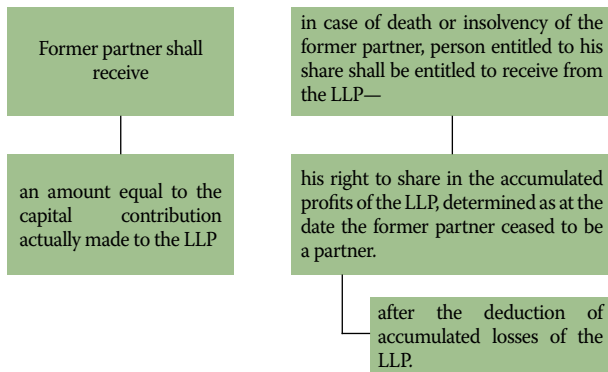 Former partner shall
receive
an amount equal to the
capital contribution
actually made to the LLP
in case of death or insolvency of the
former partner, person entitled to his
share shall be entitled to receive from
the LLP—
his right to share in the accumulated
profits of the LLP, determined as at the
date the former partner ceased to be
a partner.
after the deduction of
accumulated losses of the
LLP.